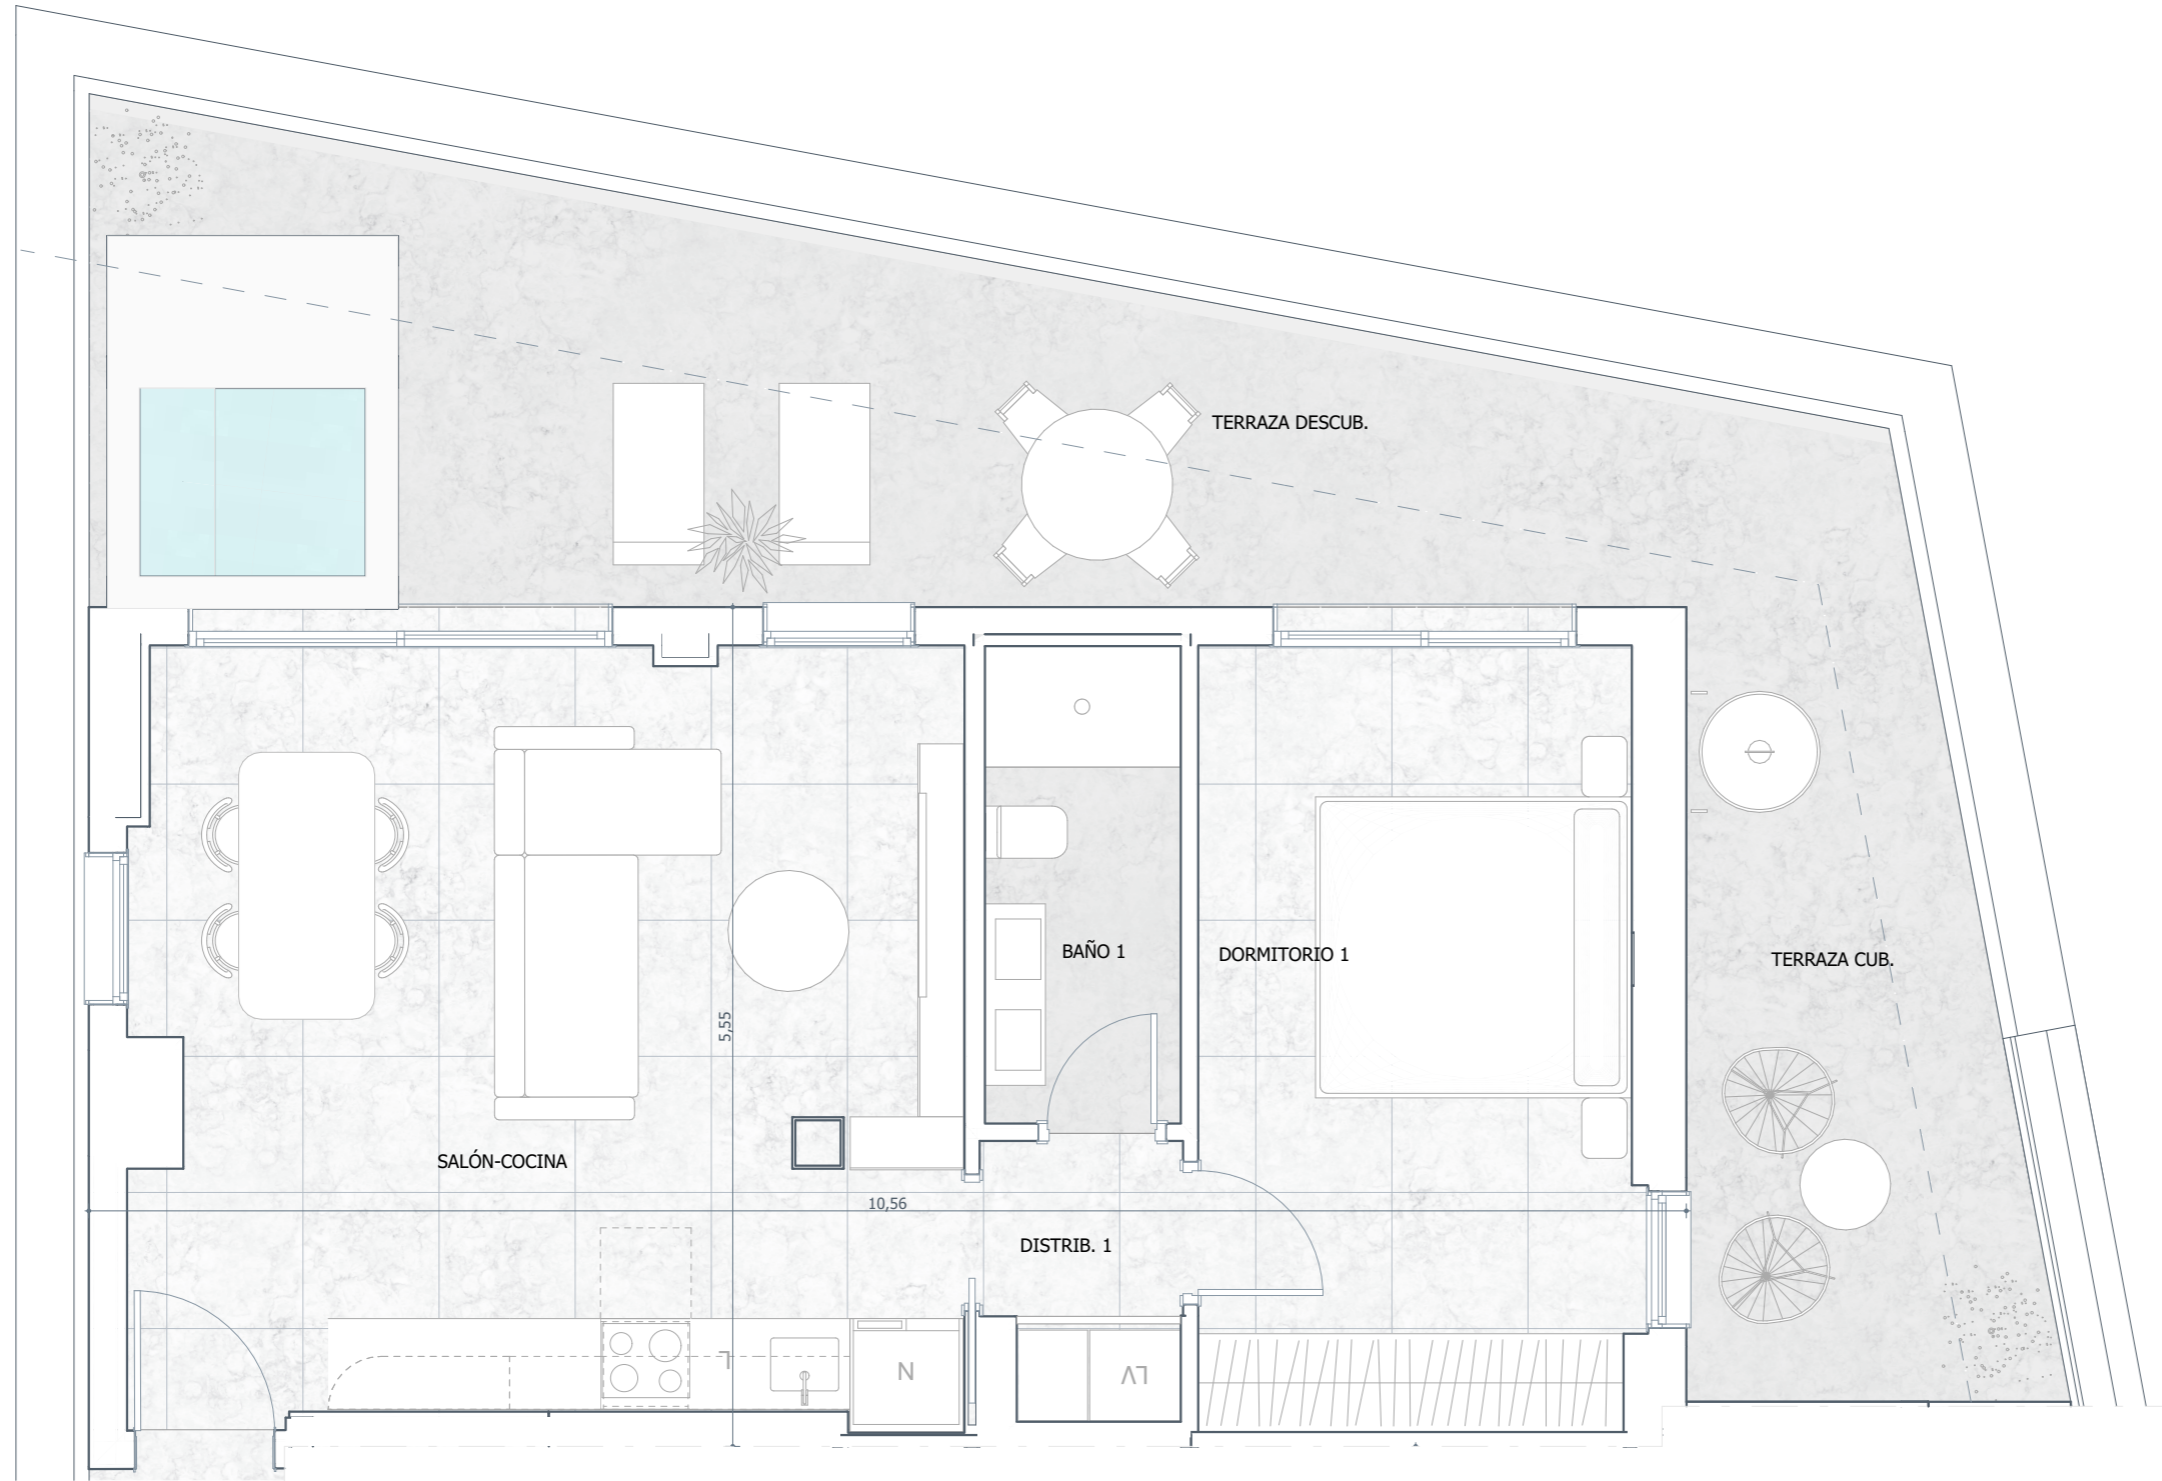 TERRAZA DESCUB.
BAÑO 1
DORMITORIO 1
TERRAZA CUB.
5,55
SALÓN-COCINA
10,56
DISTRIB. 1
L
N
LV